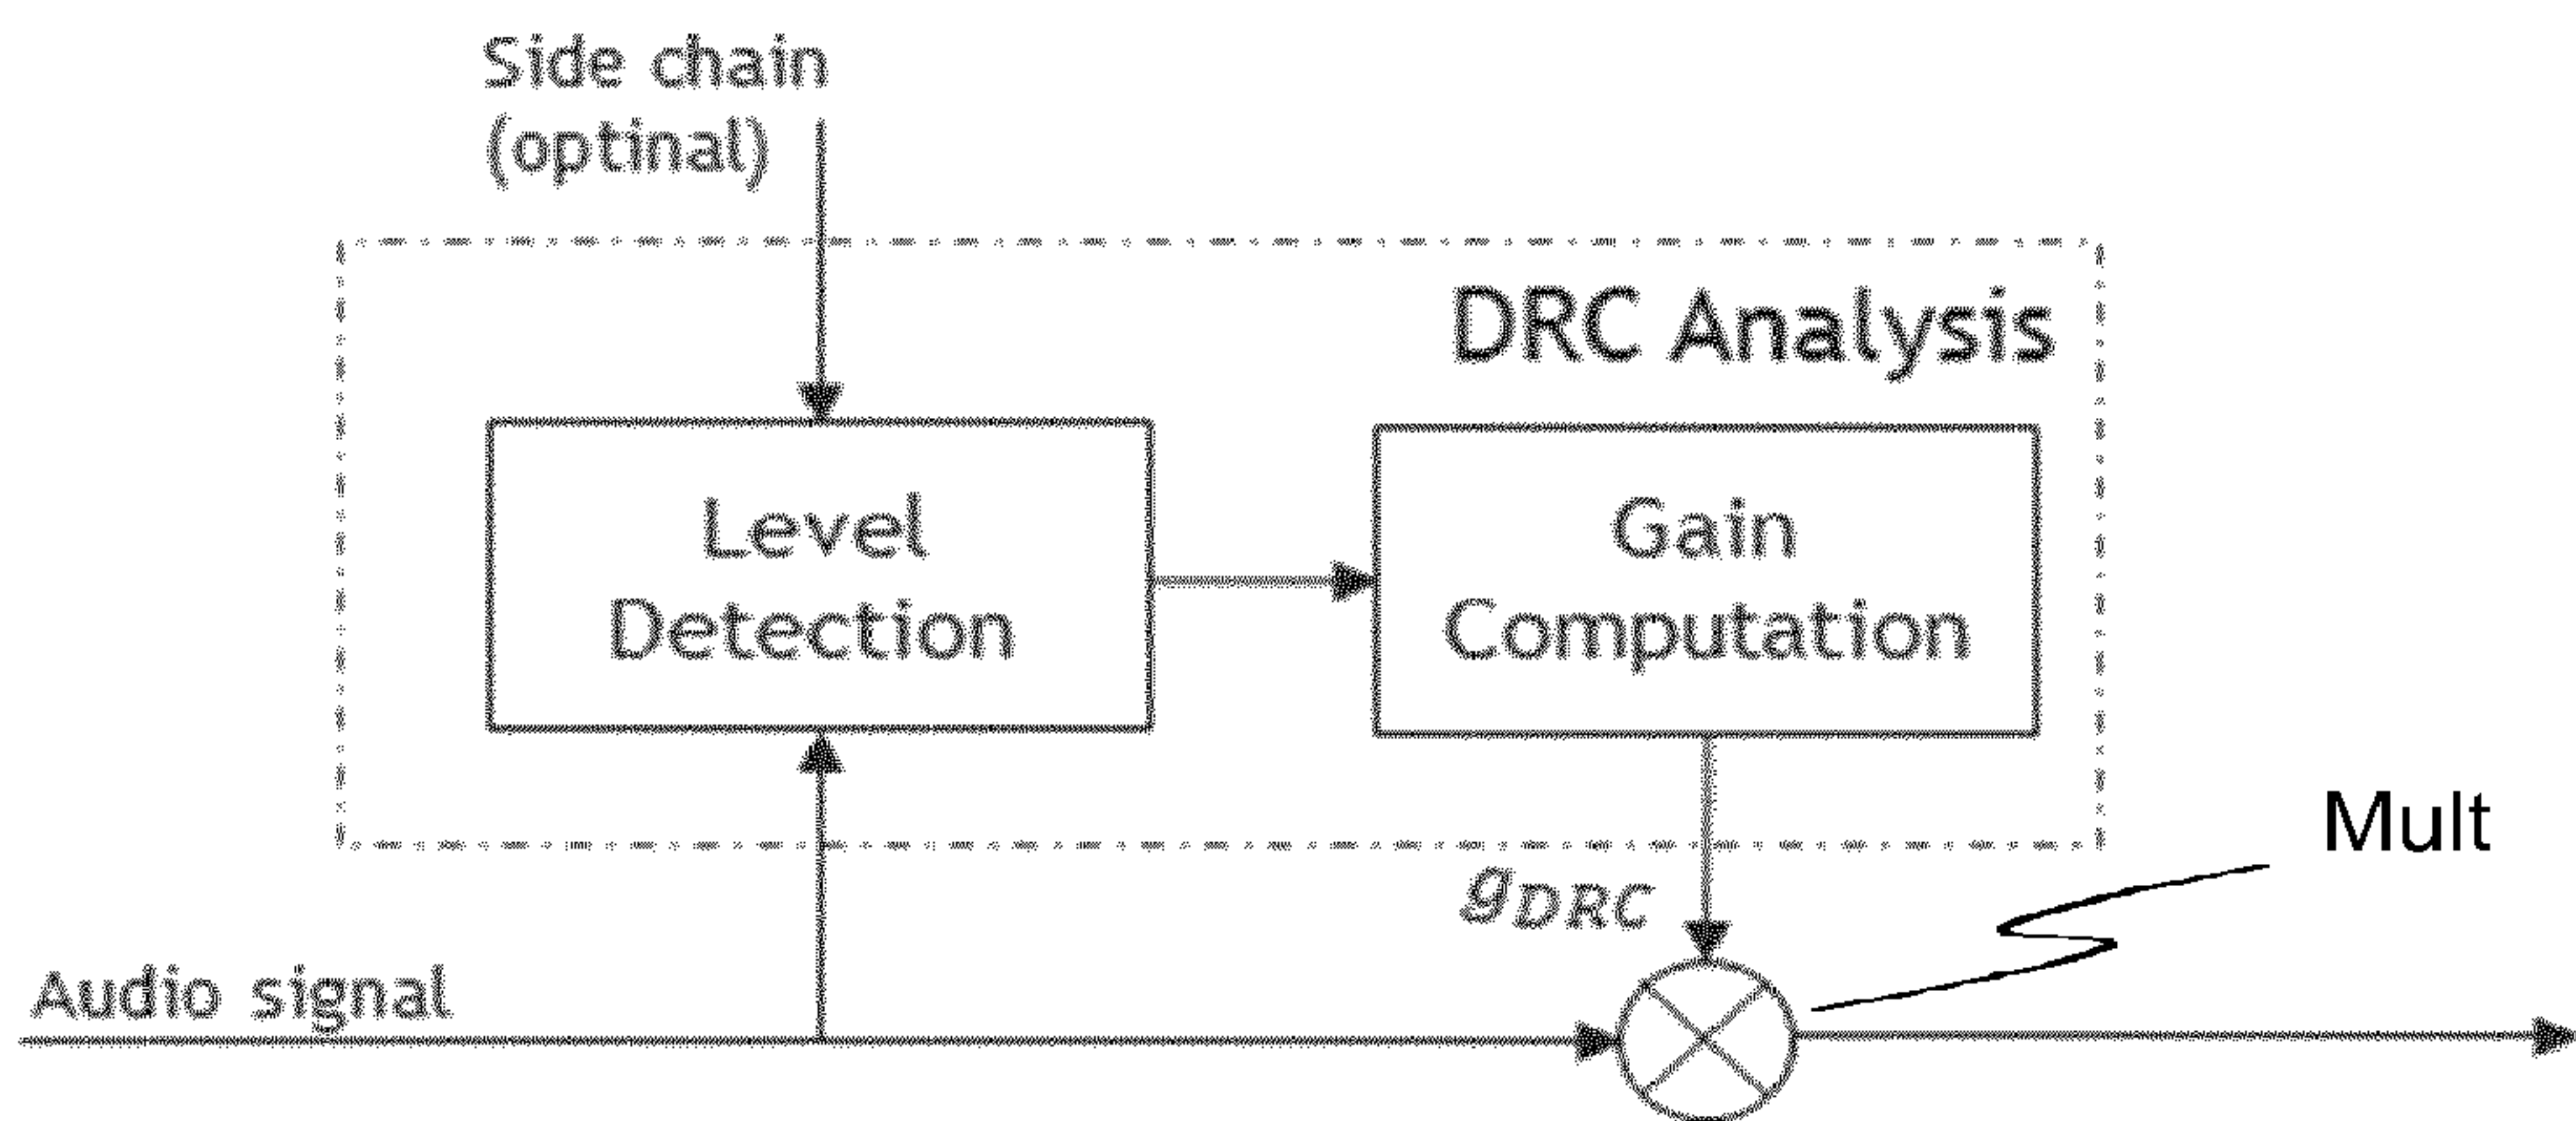 Side chain
(optinal)
DRC Analysis
Level
Detection
Gain
Computation
Mult
gDRC
Audio signal